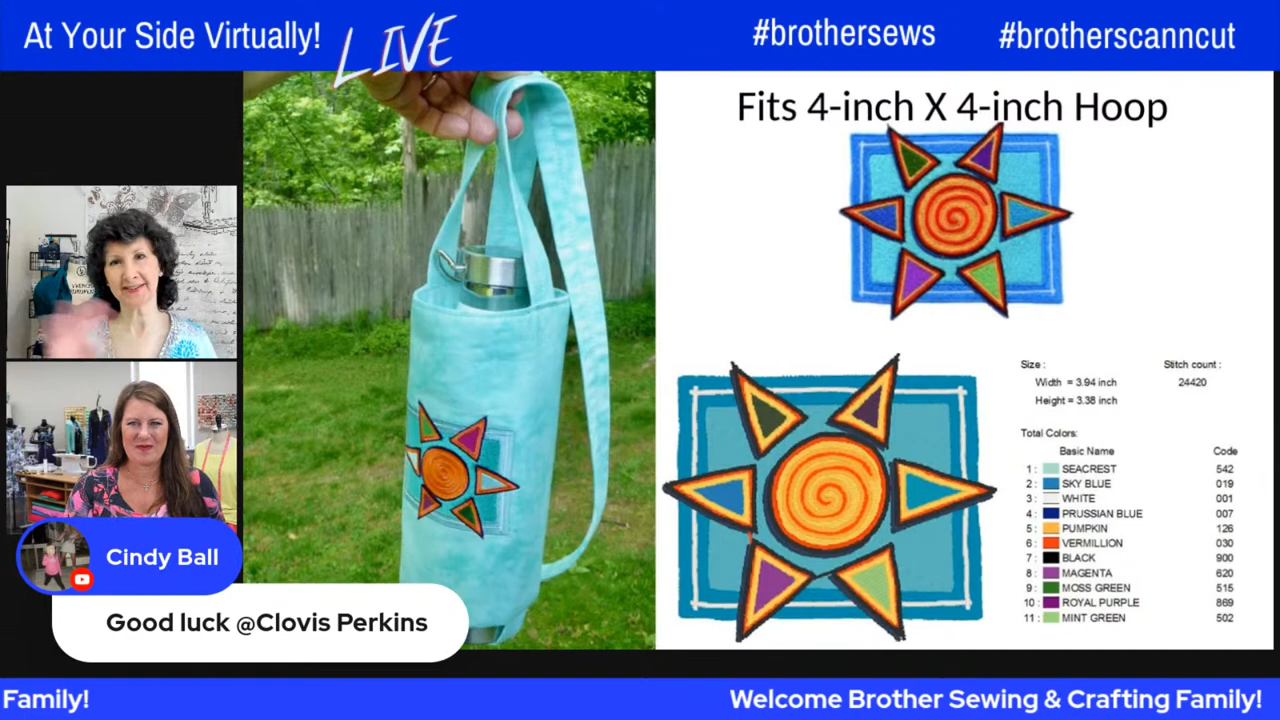 At Your Side Virtually!
LIVE
#brothersews
#brotherscanncut
Fits 4-inch X 4-inch Hoop
Size :
Width = 3.94 inch
Height = 3.38 inch
Stitch count :
24420
Total Colors:
Basic Name Code
1 : SEACREST 542
2 : SKY BLUE 019
3 : WHITE 001
4 : PRUSSIAN BLUE 007
5 : PUMPKIN 126
6 : VERMILLION 030
7 : BLACK 900
8 : MAGENTA 620
9 : MOSS GREEN 515
10 : ROYAL PURPLE 869
11 : MINT GREEN 502
Cindy Ball
Good luck @Clovis Perkins
Family!
Welcome Brother Sewing & Crafting Family!